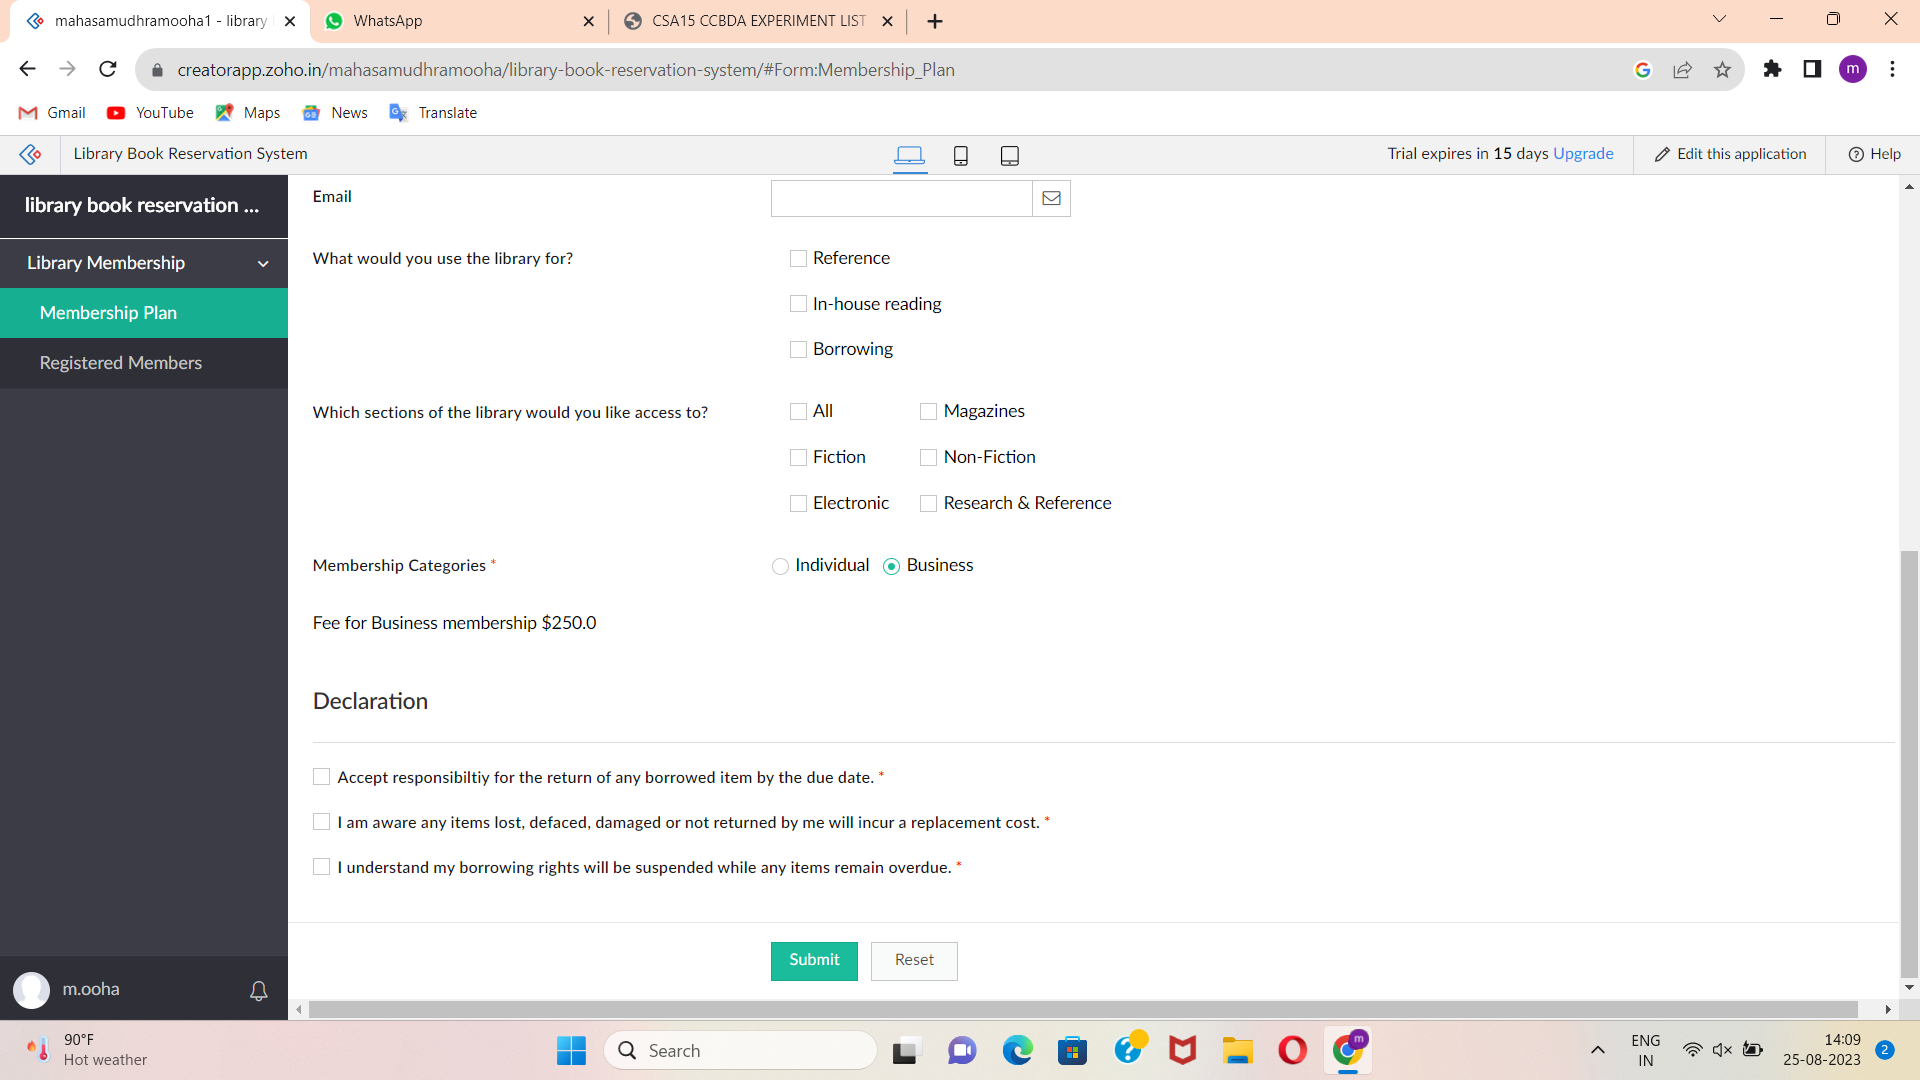 mahasamudhramooha1 - library
WhatsApp
CSA15 CCBDA EXPERIMENT LIST
creatorapp.zoho.in/mahasamudhramooha/library-book-reservation-system/#Form:Membership_Plan
m
Gmail
YouTube
Maps
News
Translate
Library Book Reservation System
Trial expires in 15 days Upgrade
Edit this application
Help
library book reservation ...
Library Membership
Membership Plan
Registered Members
Email
What would you use the library for?
Reference
In-house reading
Borrowing
Which sections of the library would you like access to?
All
Magazines
Fiction
Non-Fiction
Electronic
Research & Reference
Membership Categories *
Individual
Business
Fee for Business membership $250.0
Declaration
Accept responsibiltiy for the return of any borrowed item by the due date. *
I am aware any items lost, defaced, damaged or not returned by me will incur a replacement cost. *
I understand my borrowing rights will be suspended while any items remain overdue. *
Submit
Reset
m.ooha
90°F
Hot weather
Search
m
ENG
IN
14:09
25-08-2023
2